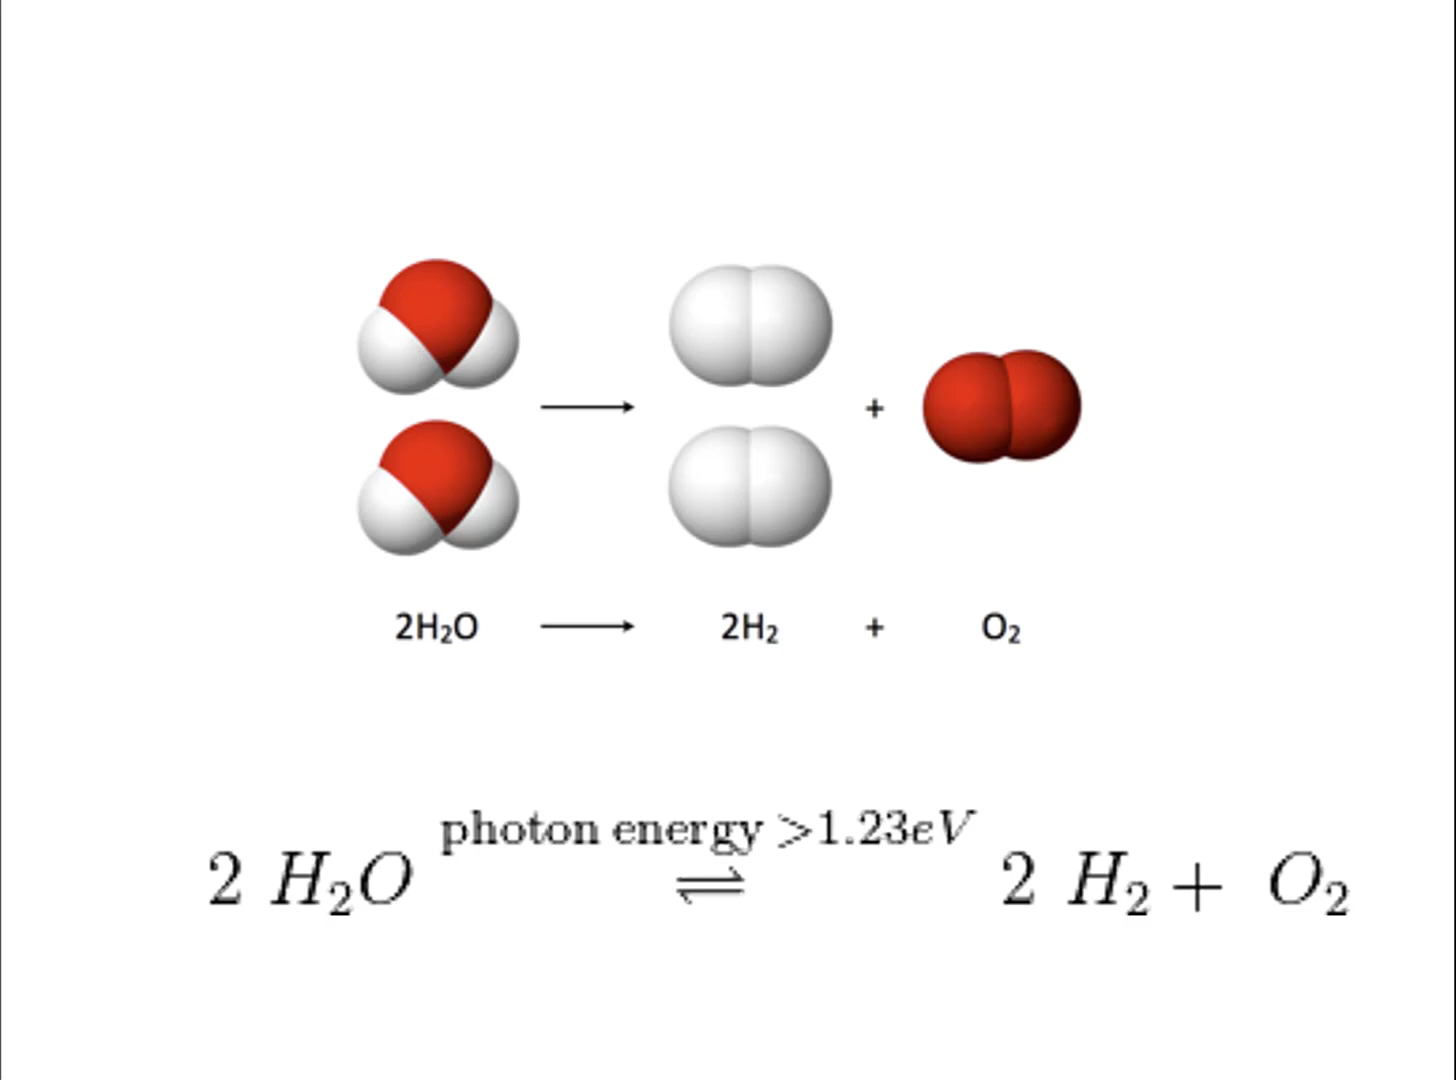 +
2H₂O ⟶ 2H₂ + O₂
photon energy >1.23eV
2 H₂O ⇌ 2 H₂ + O₂